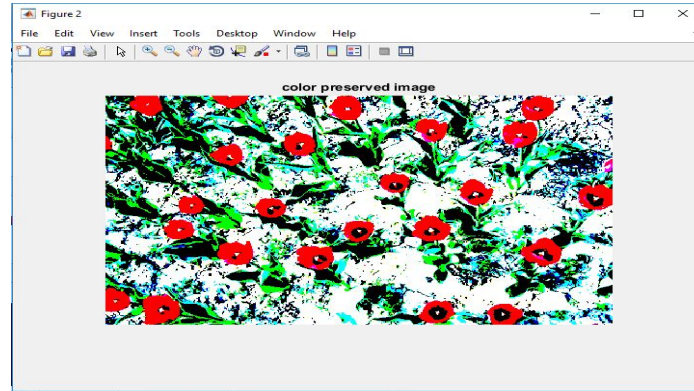 Figure 2
File Edit View Insert Tools Desktop Window Help
color preserved image